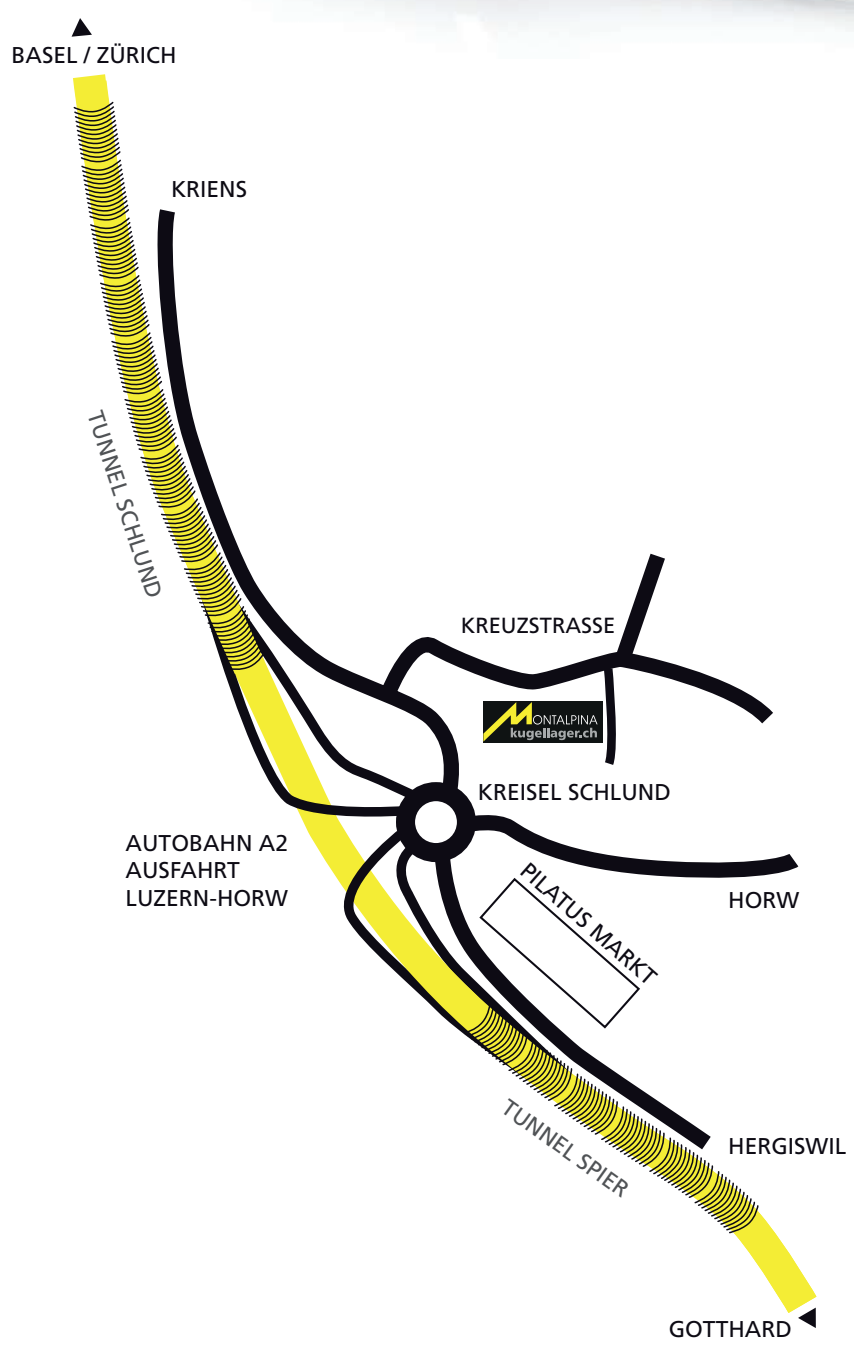 BASEL / ZÜRICH
KRIENS
TUNNEL SCHLUND
KREUZSTRASSE
MONTALPINA
kugellager.ch
KREISEL SCHLUND
AUTOBAHN A2
AUSFAHRT
LUZERN-HORW
PILATUS MARKT
HORW
TUNNEL SPIER
HERGISWIL
GOTTHARD